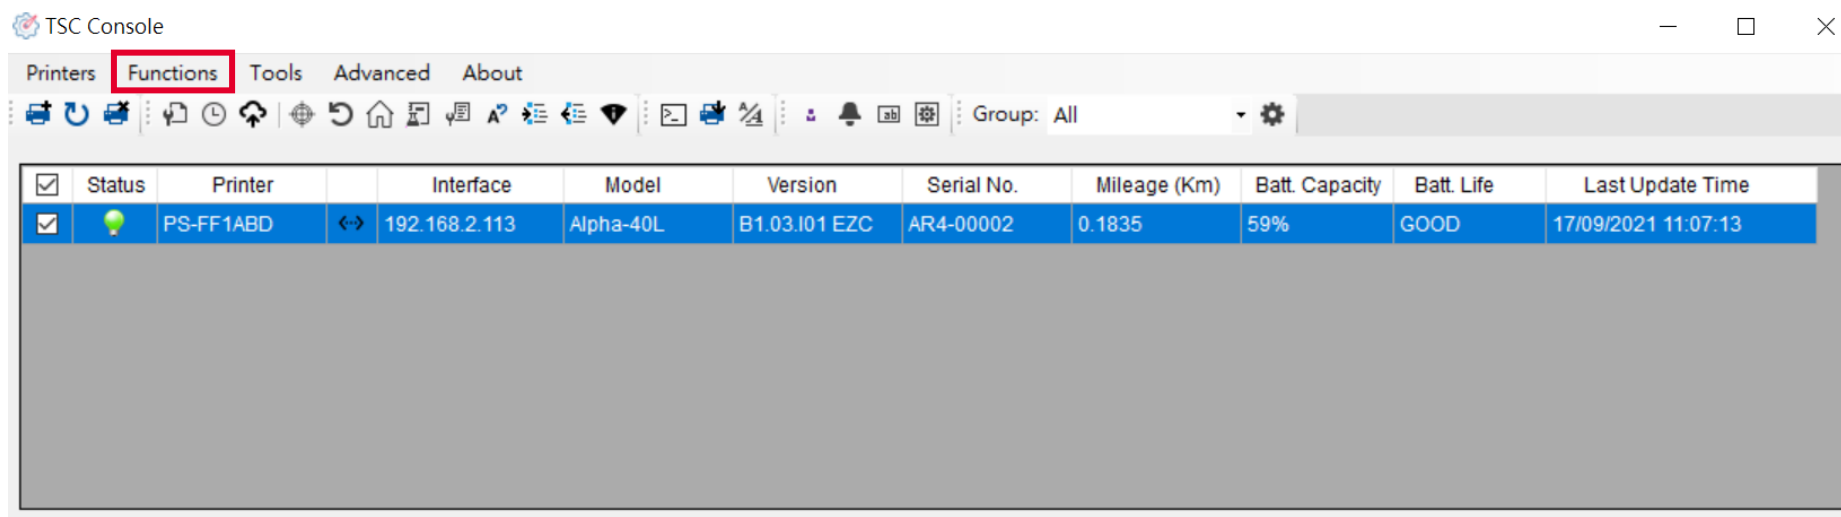 TSC Console
Printers Functions Tools Advanced About
Group: All
Status Printer Interface Model Version Serial No. Mileage (Km) Batt. Capacity Batt. Life Last Update Time
PS-FF1ABD 192.168.2.113 Alpha-40L B1.03.I01 EZC AR4-00002 0.1835 59% GOOD 17/09/2021 11:07:13